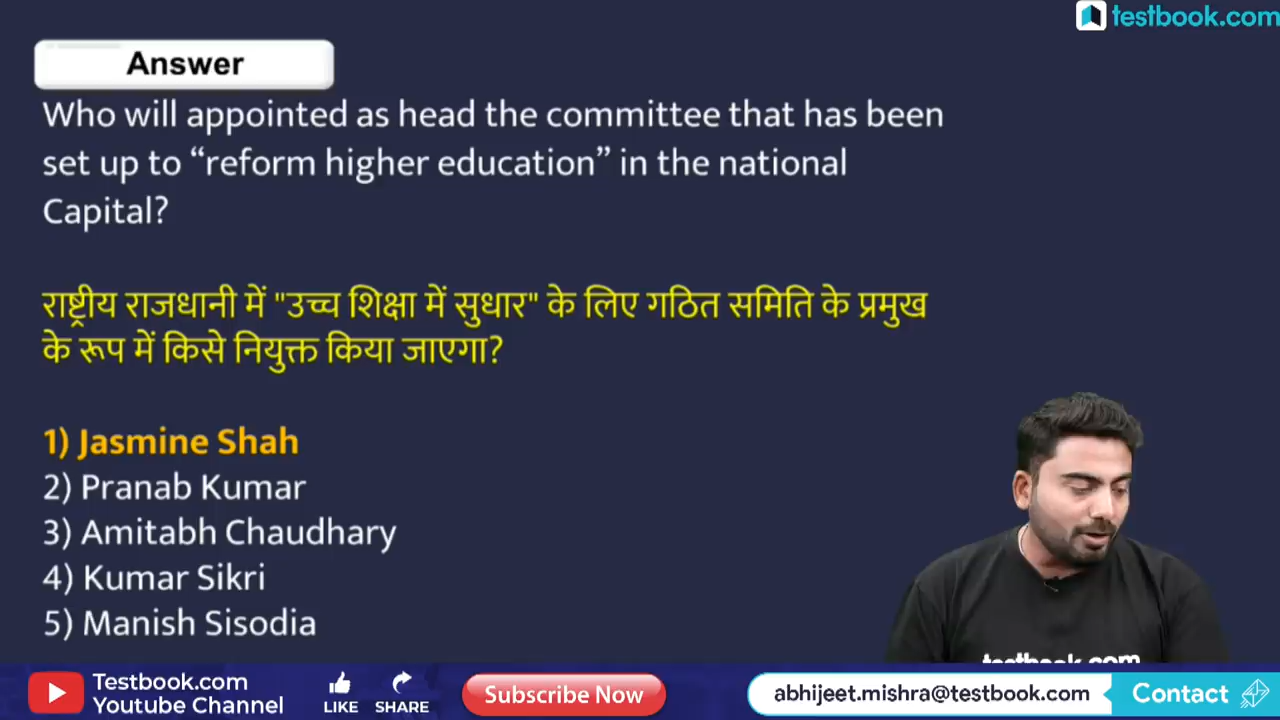 testbook.com
Answer
Who will appointed as head the committee that has been
set up to “reform higher education” in the national
Capital?
राष्ट्रीय राजधानी में "उच्च शिक्षा में सुधार" के लिए गठित समिति के प्रमुख
के रूप में किसे नियुक्त किया जाएगा?
1) Jasmine Shah
2) Pranab Kumar
3) Amitabh Chaudhary
4) Kumar Sikri
5) Manish Sisodia
testbook.com
Testbook.com
Youtube Channel
LIKE
SHARE
Subscribe Now
abhijeet.mishra@testbook.com
Contact